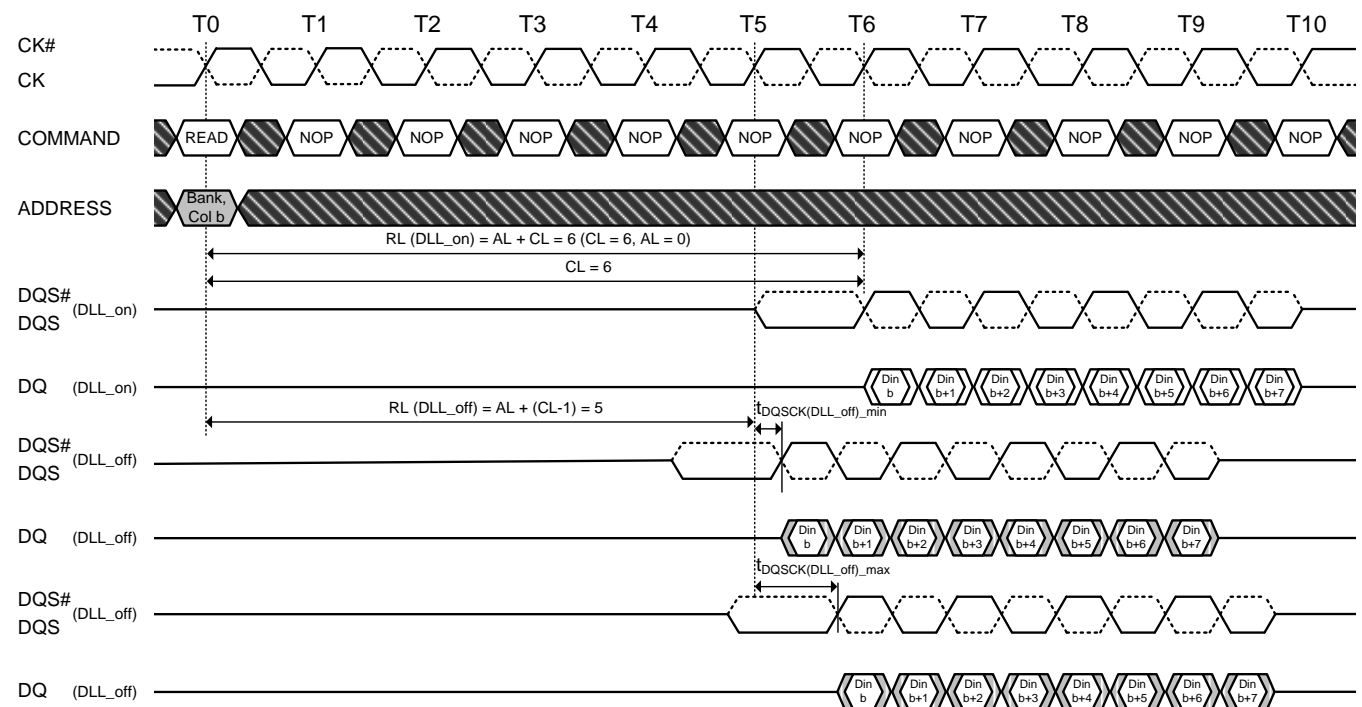 T0 T1 T2 T3 T4 T5 T6 T7 T8 T9 T10
CK#
CK
COMMAND READ NOP NOP NOP NOP NOP NOP NOP NOP NOP NOP
ADDRESS Bank,
Col b
RL (DLL_on) = AL + CL = 6 (CL = 6, AL = 0)
CL = 6
DQS# (DLL_on)
DQS
DQ (DLL_on) Din b Din b+1 Din b+2 Din b+3 Din b+4 Din b+5 Din b+6 Din b+7
RL (DLL_off) = AL + (CL-1) = 5 tDQSCK(DLL_off)_min
DQS# (DLL_off)
DQS
DQ (DLL_off) Din b Din b+1 Din b+2 Din b+3 Din b+4 Din b+5 Din b+6 Din b+7
tDQSCK(DLL_off)_max
DQS# (DLL_off)
DQS
DQ (DLL_off) Din b Din b+1 Din b+2 Din b+3 Din b+4 Din b+5 Din b+6 Din b+7